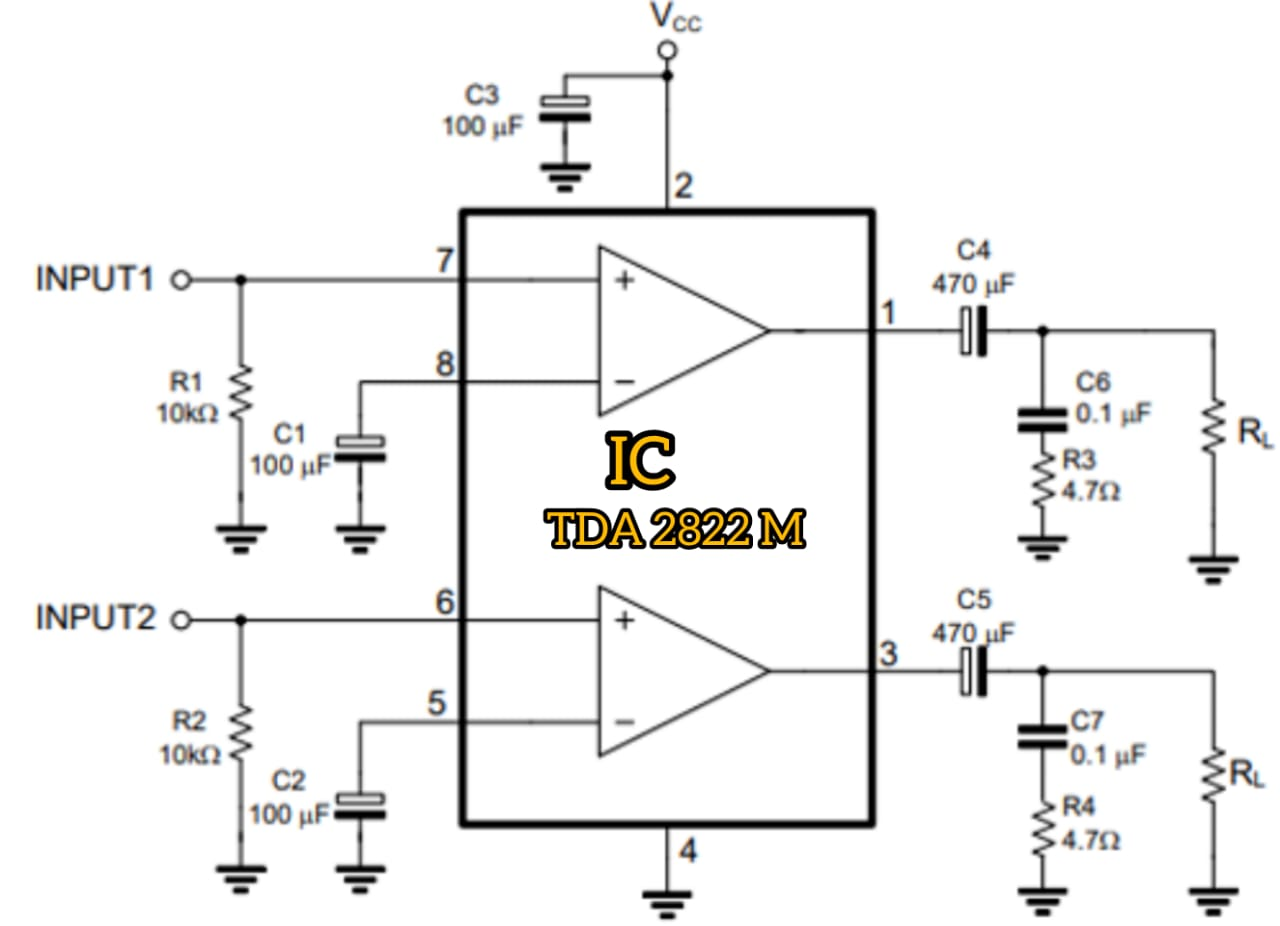 VCC
C3
100 µF
2
INPUT1
7
+
C4
470 µF
1
8
−
R1
10kΩ
C1
100 µF
C6
0.1 µF
RL
R3
4.7Ω
IC
TDA 2822 M
INPUT2
6
+
C5
470 µF
3
5
−
R2
10kΩ
C2
100 µF
C7
0.1 µF
RL
R4
4.7Ω
4